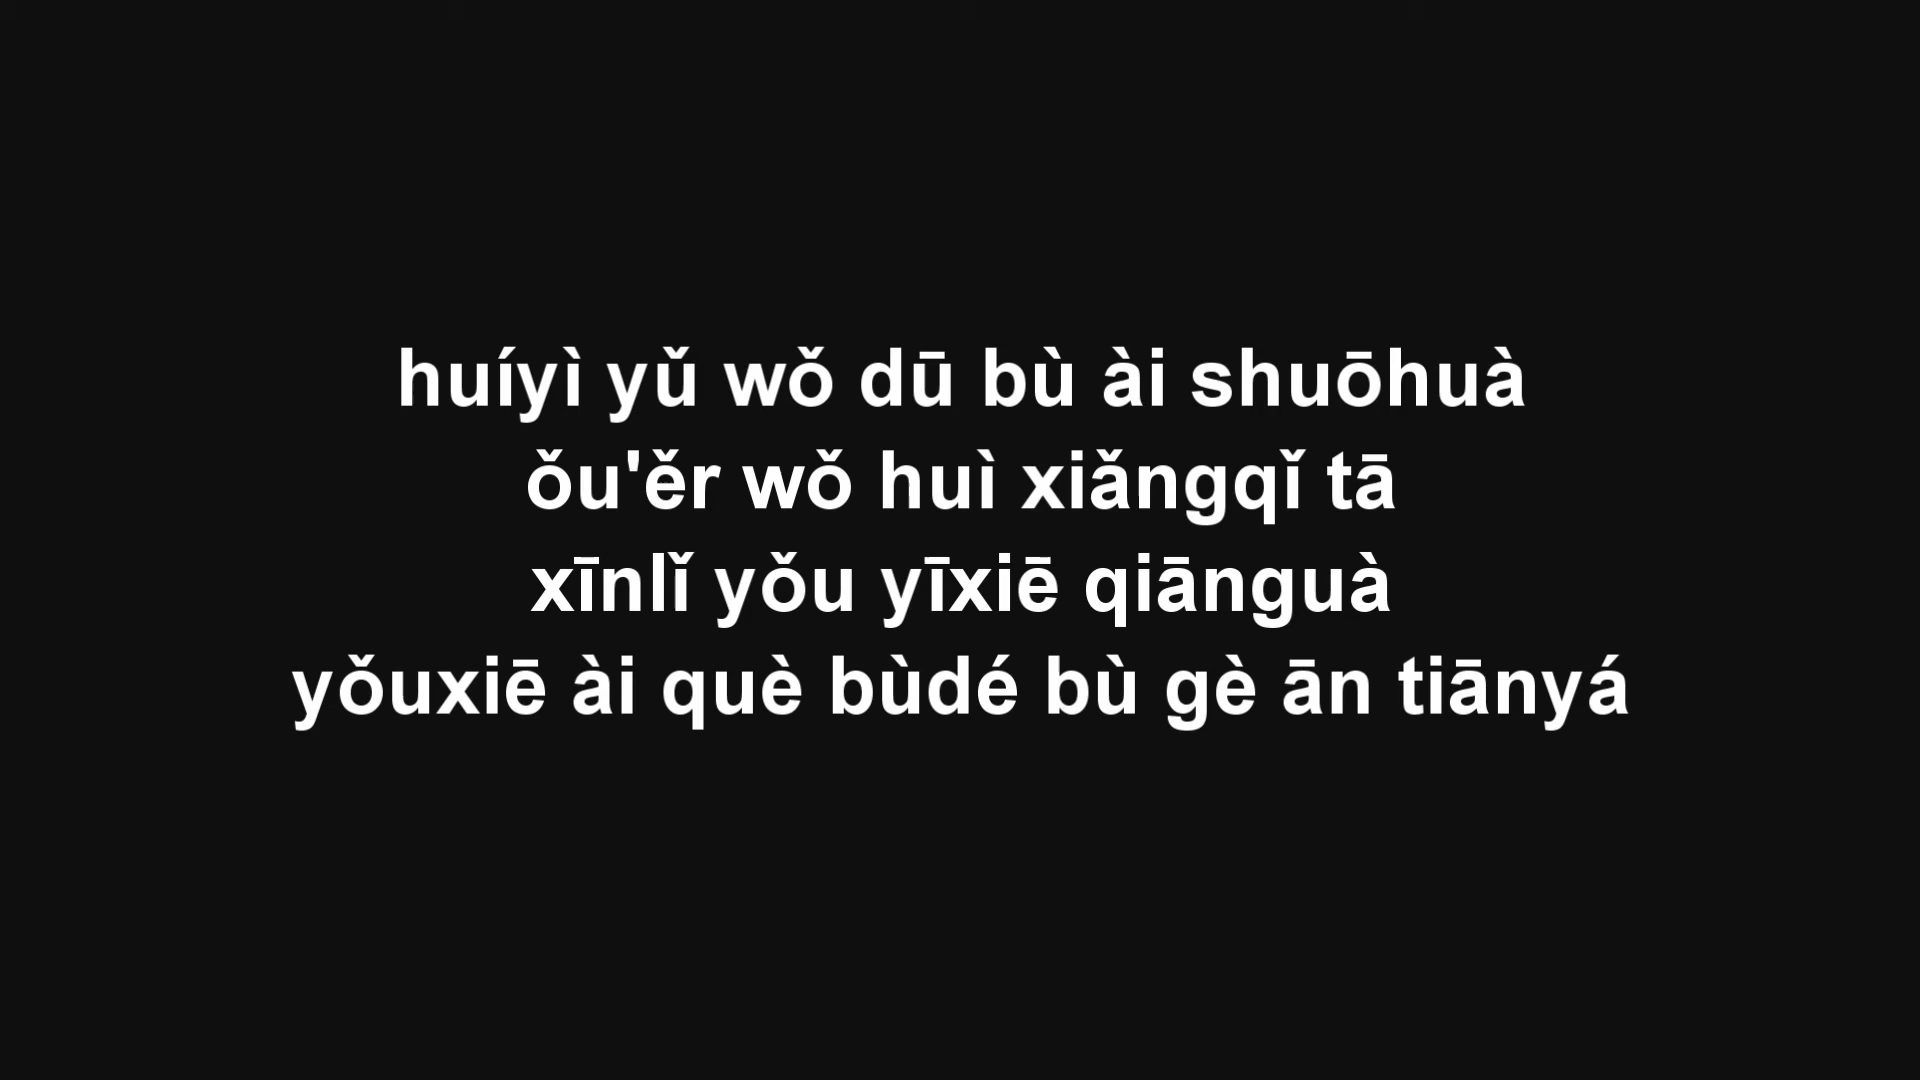 huíyì yǔ wǒ dū bù ài shuōhuà
ǒu'ěr wǒ huì xiǎngqǐ tā
xīnlǐ yǒu yīxiē qiānguà
yǒuxiē ài què bùdé bù gè ān tiānyá